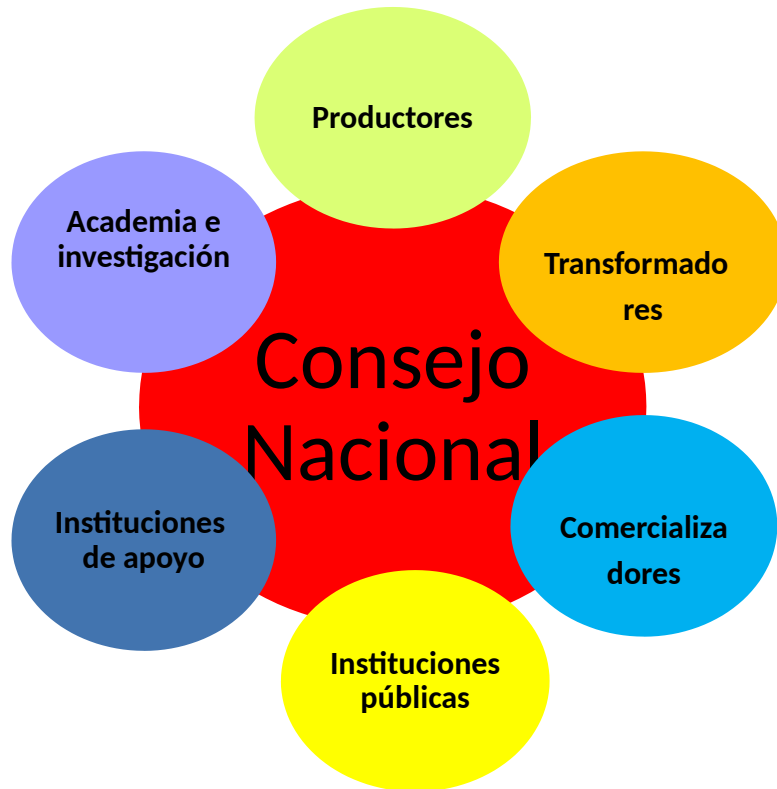 Productores
Academia e
investigación
Transformado
res
Consejo
Nacional
Instituciones
de apoyo
Comercializa
dores
Instituciones
públicas